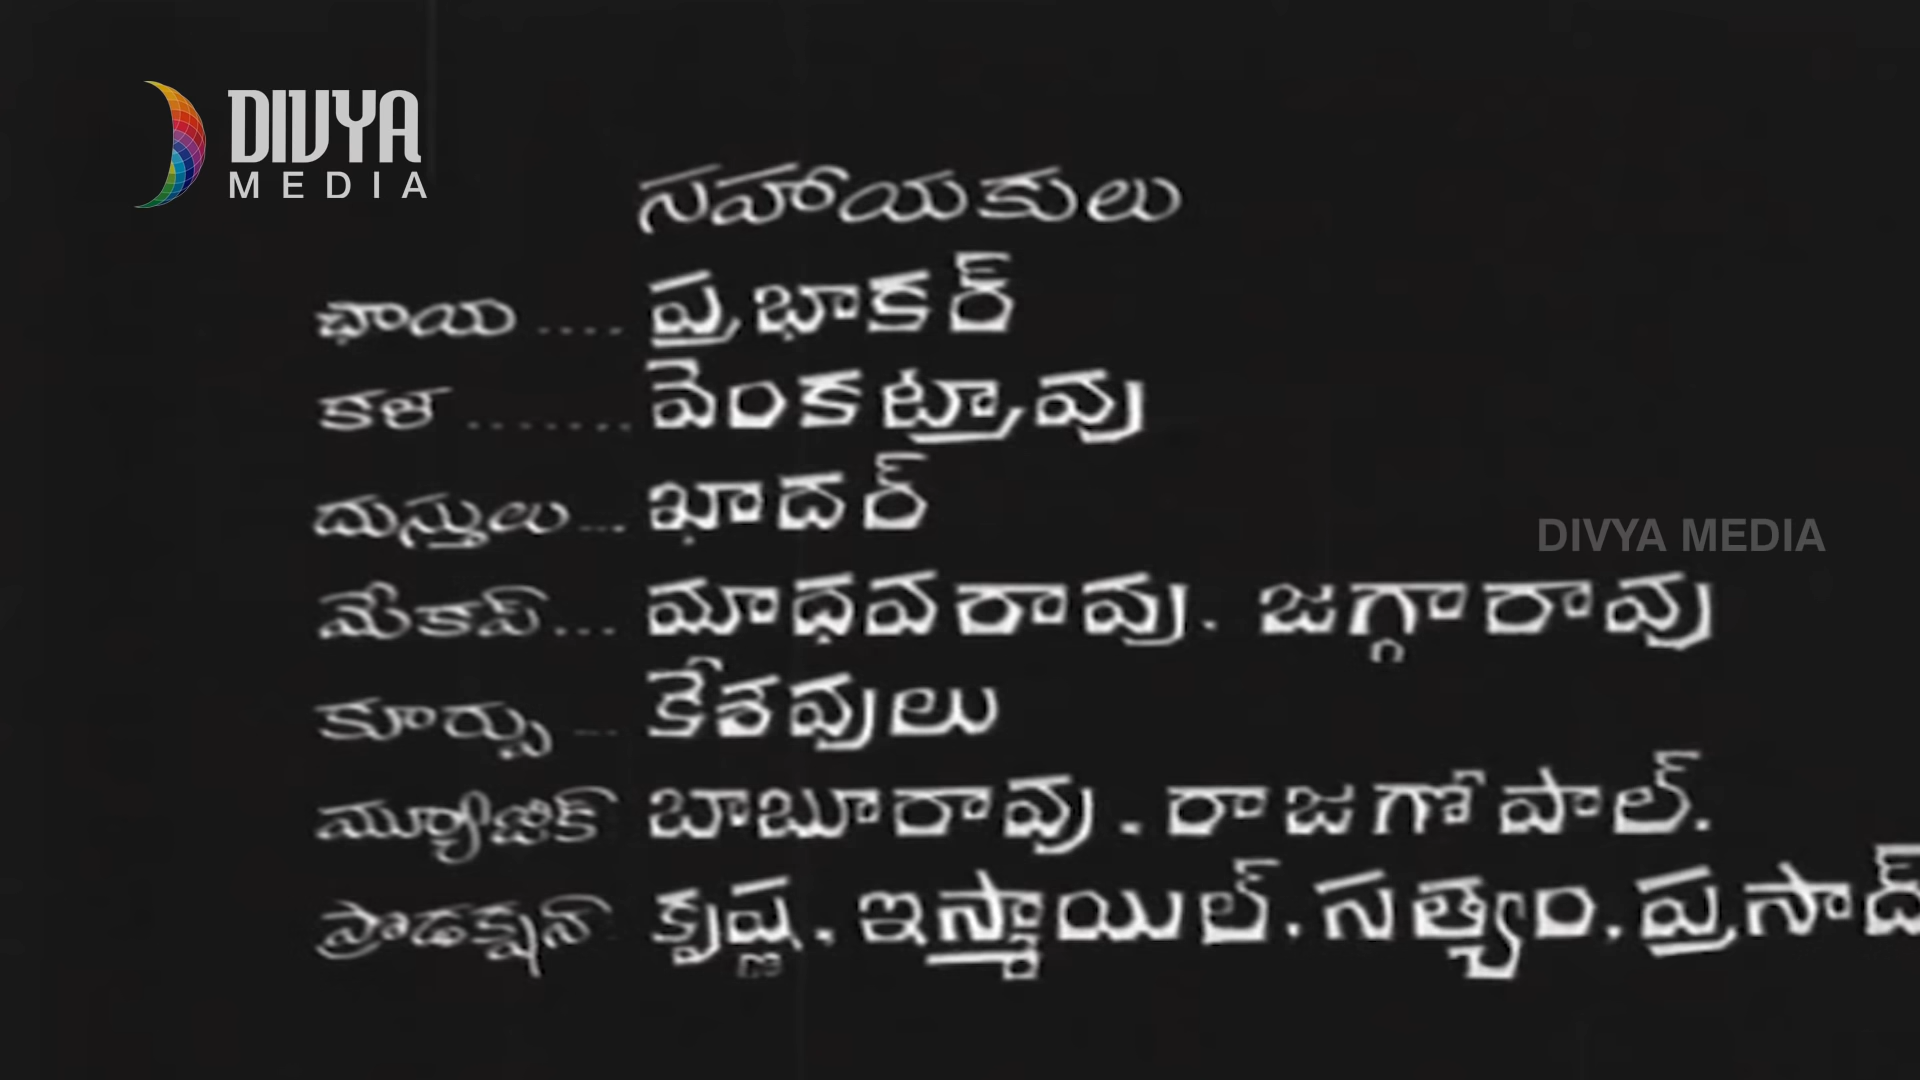 DIVYA
MEDIA
సహాయకులు
ఛాయ .... ప్రభాకర్
కళ ....... వెంకట్రావు
దుస్తులు ... ఖాదర్
మేకప్ ... మాధవరావు. జగ్గారావు
కూర్పు ... కేశవులు
మ్యూజిక్ బాబూరావు. రాజగోపాల్.
ప్రొడక్షన్ కృష్ణ. ఇస్మాయిల్. సత్యం. ప్రసాద్
DIVYA MEDIA